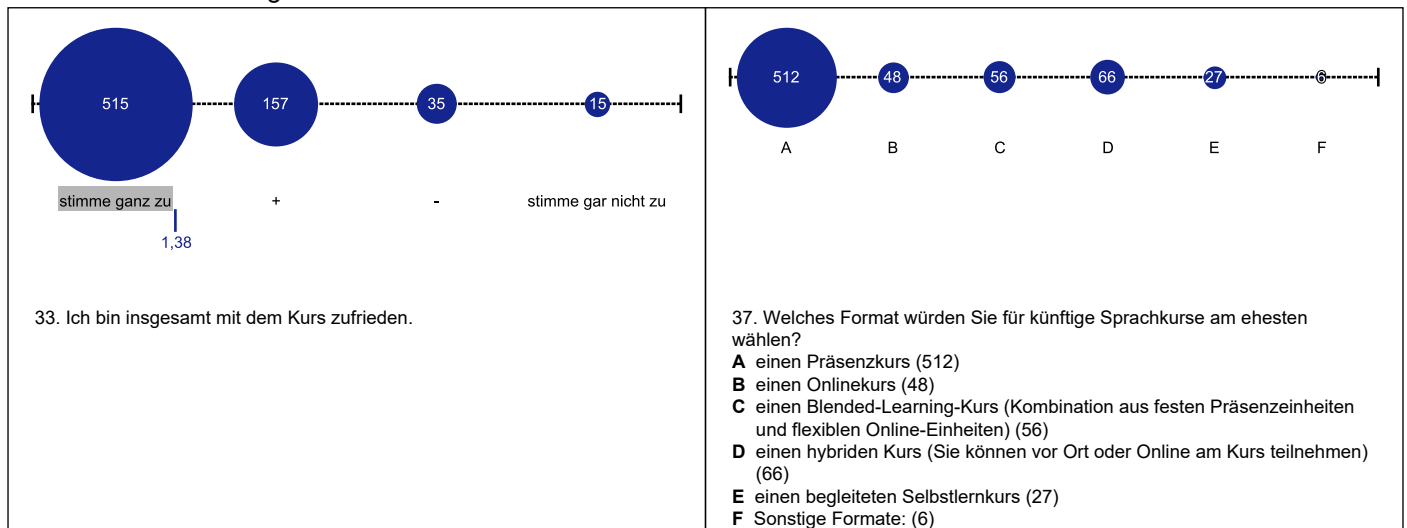 515 157 35 15
stimme ganz zu + - stimme gar nicht zu
1,38
33. Ich bin insgesamt mit dem Kurs zufrieden.
512 48 56 66 27 6
A B C D E F
37. Welches Format würden Sie für künftige Sprachkurse am ehesten
wählen?
A einen Präsenzkurs (512)
B einen Onlinekurs (48)
C einen Blended-Learning-Kurs (Kombination aus festen Präsenzeinheiten
und flexiblen Online-Einheiten) (56)
D einen hybriden Kurs (Sie können vor Ort oder Online am Kurs teilnehmen)
(66)
E einen begleiteten Selbstlernkurs (27)
F Sonstige Formate: (6)